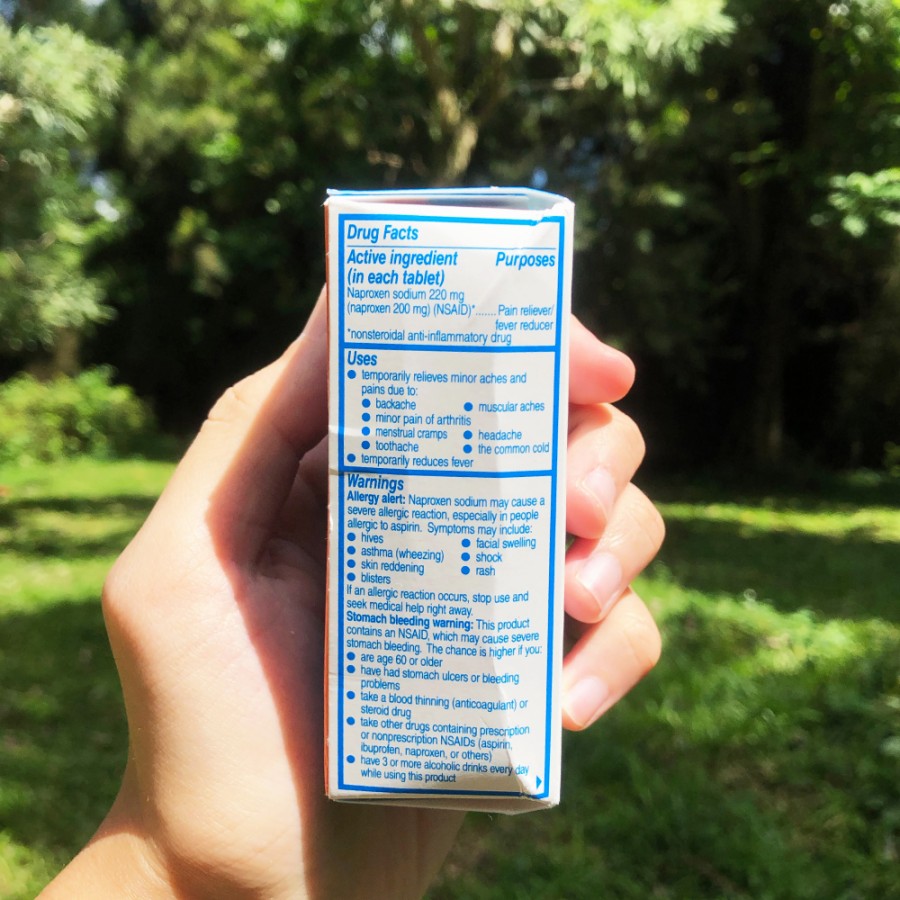 Drug Facts
Active ingredient Purposes
(in each tablet)
Naproxen sodium 220 mg
(naproxen 200 mg) (NSAID)*.......Pain reliever/
fever reducer
*nonsteroidal anti-inflammatory drug
Uses
● temporarily relieves minor aches and
pains due to:
● backache ● muscular aches
● minor pain of arthritis
● menstrual cramps ● headache
● toothache ● the common cold
● temporarily reduces fever
Warnings
Allergy alert: Naproxen sodium may cause a
severe allergic reaction, especially in people
allergic to aspirin. Symptoms may include:
● hives ● facial swelling
● asthma (wheezing) ● shock
● skin reddening ● rash
● blisters
If an allergic reaction occurs, stop use and
seek medical help right away.
Stomach bleeding warning: This product
contains an NSAID, which may cause severe
stomach bleeding. The chance is higher if you:
● are age 60 or older
● have had stomach ulcers or bleeding
problems
● take a blood thinning (anticoagulant) or
steroid drug
● take other drugs containing prescription
or nonprescription NSAIDs (aspirin,
ibuprofen, naproxen, or others)
● have 3 or more alcoholic drinks every day
while using this product